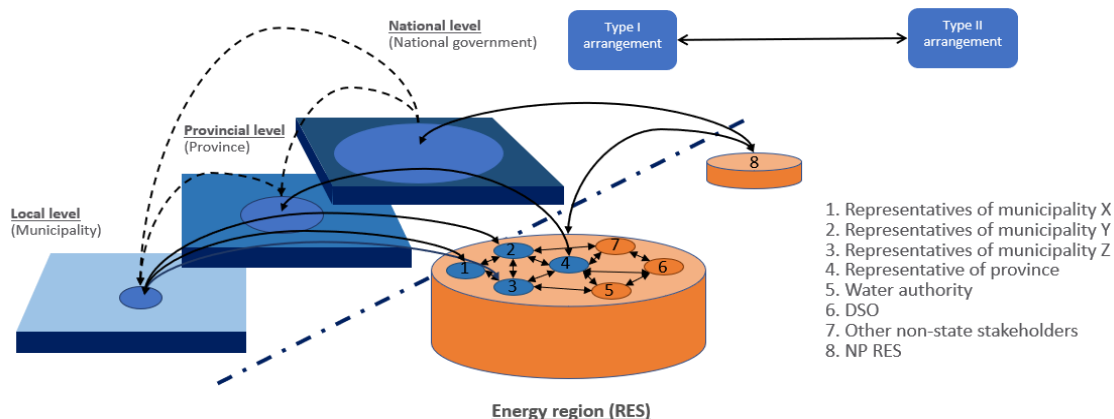 National level
(National government)
Type I
arrangement
Type II
arrangement
Provincial level
(Province)
8
Local level
(Municipality)
7
2
4
6
1
3
5
1. Representatives of municipality X
2. Representatives of municipality Y
3. Representatives of municipality Z
4. Representative of province
5. Water authority
6. DSO
7. Other non-state stakeholders
8. NP RES
Energy region (RES)